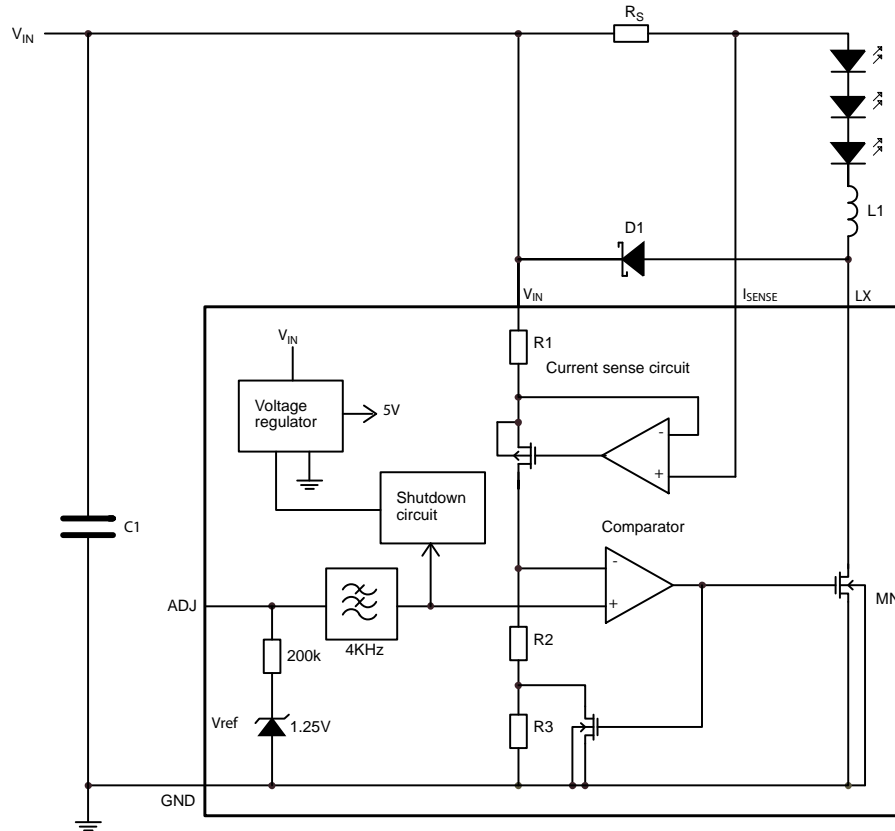 RS
VIN
L1
D1
VIN
ISENSE
LX
R1
VIN
Current sense circuit
Voltage
regulator
5V
-
+
Shutdown
circuit
C1
Comparator
-
+
ADJ
MN
4KHz
200k
R2
Vref
1.25V
R3
GND